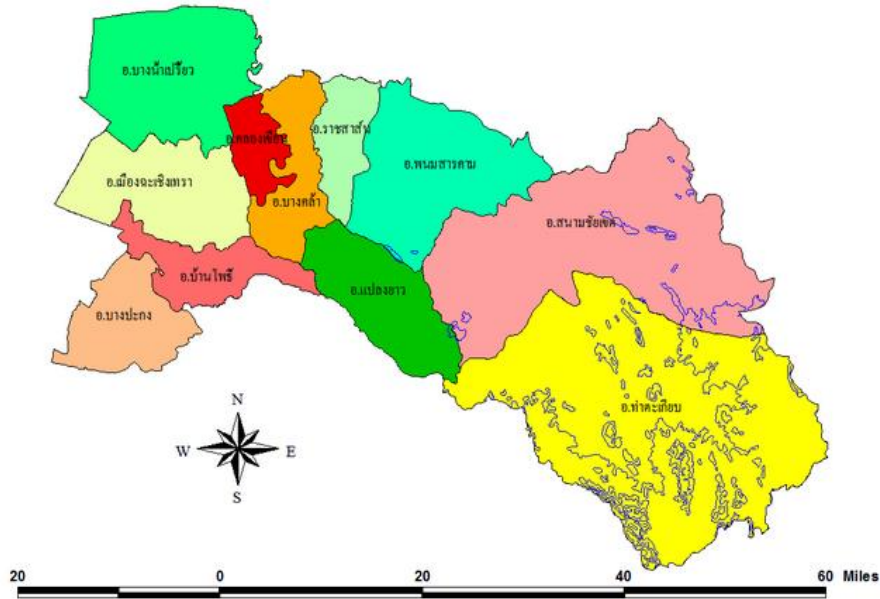 อ.บางน้ำเปรี้ยว
อ.คลองเขื่อน
อ.ราชสาส์น
อ.พนมสารคาม
อ.เมืองฉะเชิงเทรา
อ.บางคล้า
อ.สนามชัยเขต
อ.บ้านโพธิ์
อ.แปลงยาว
อ.บางปะกง
อ.ท่าตะเกียบ
N
W E
S
20 0 20 40 60 Miles